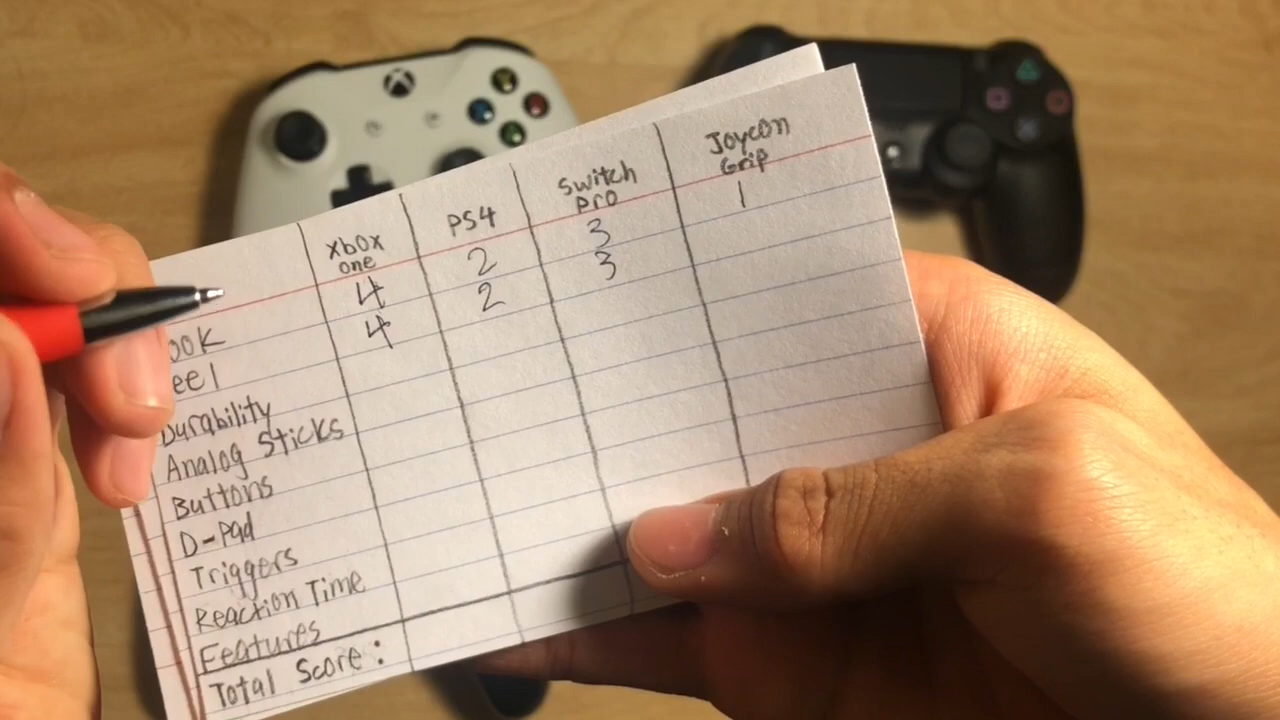 Xbox one PS4 Switch Pro Joycon Grip
ook 4 2 3 1
eel 4 2 3
Durability
Analog Sticks
Buttons
D-Pad
Triggers
Reaction Time
Features
Total Score: